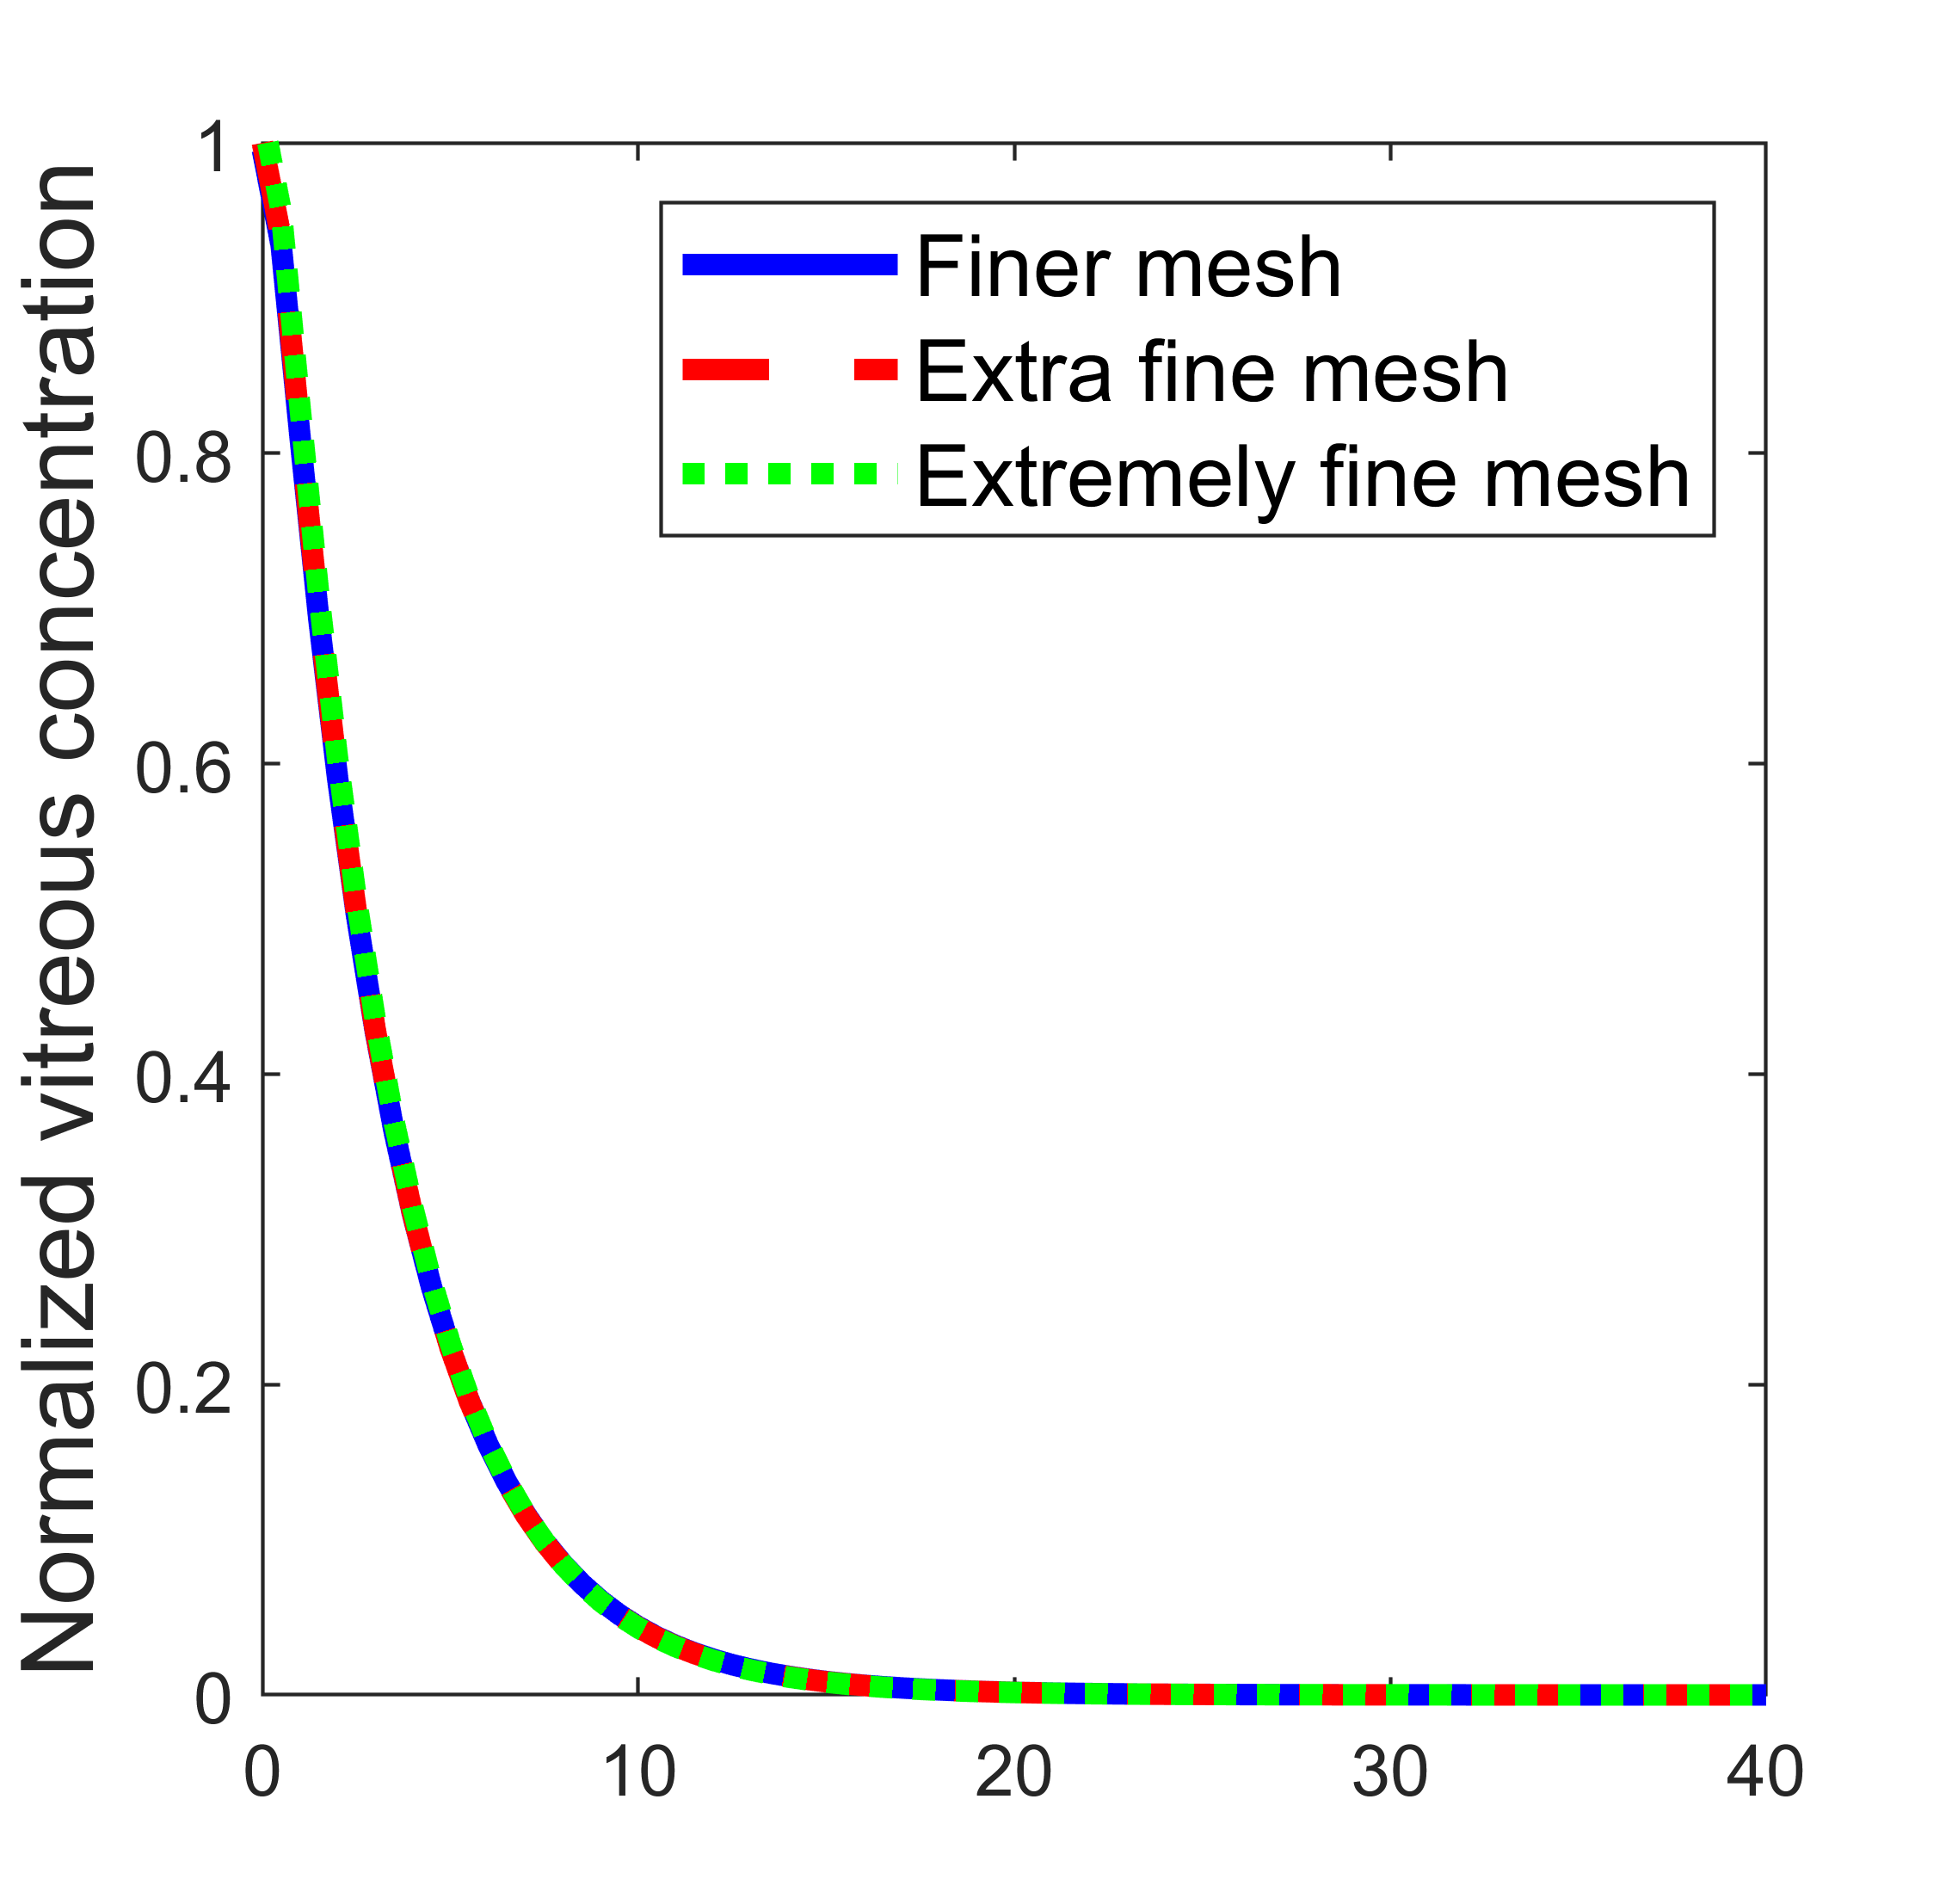 Normalized vitreous concentration
1
0.8
0.6
0.4
0.2
0
Finer mesh
Extra fine mesh
Extremely fine mesh
0 10 20 30 40